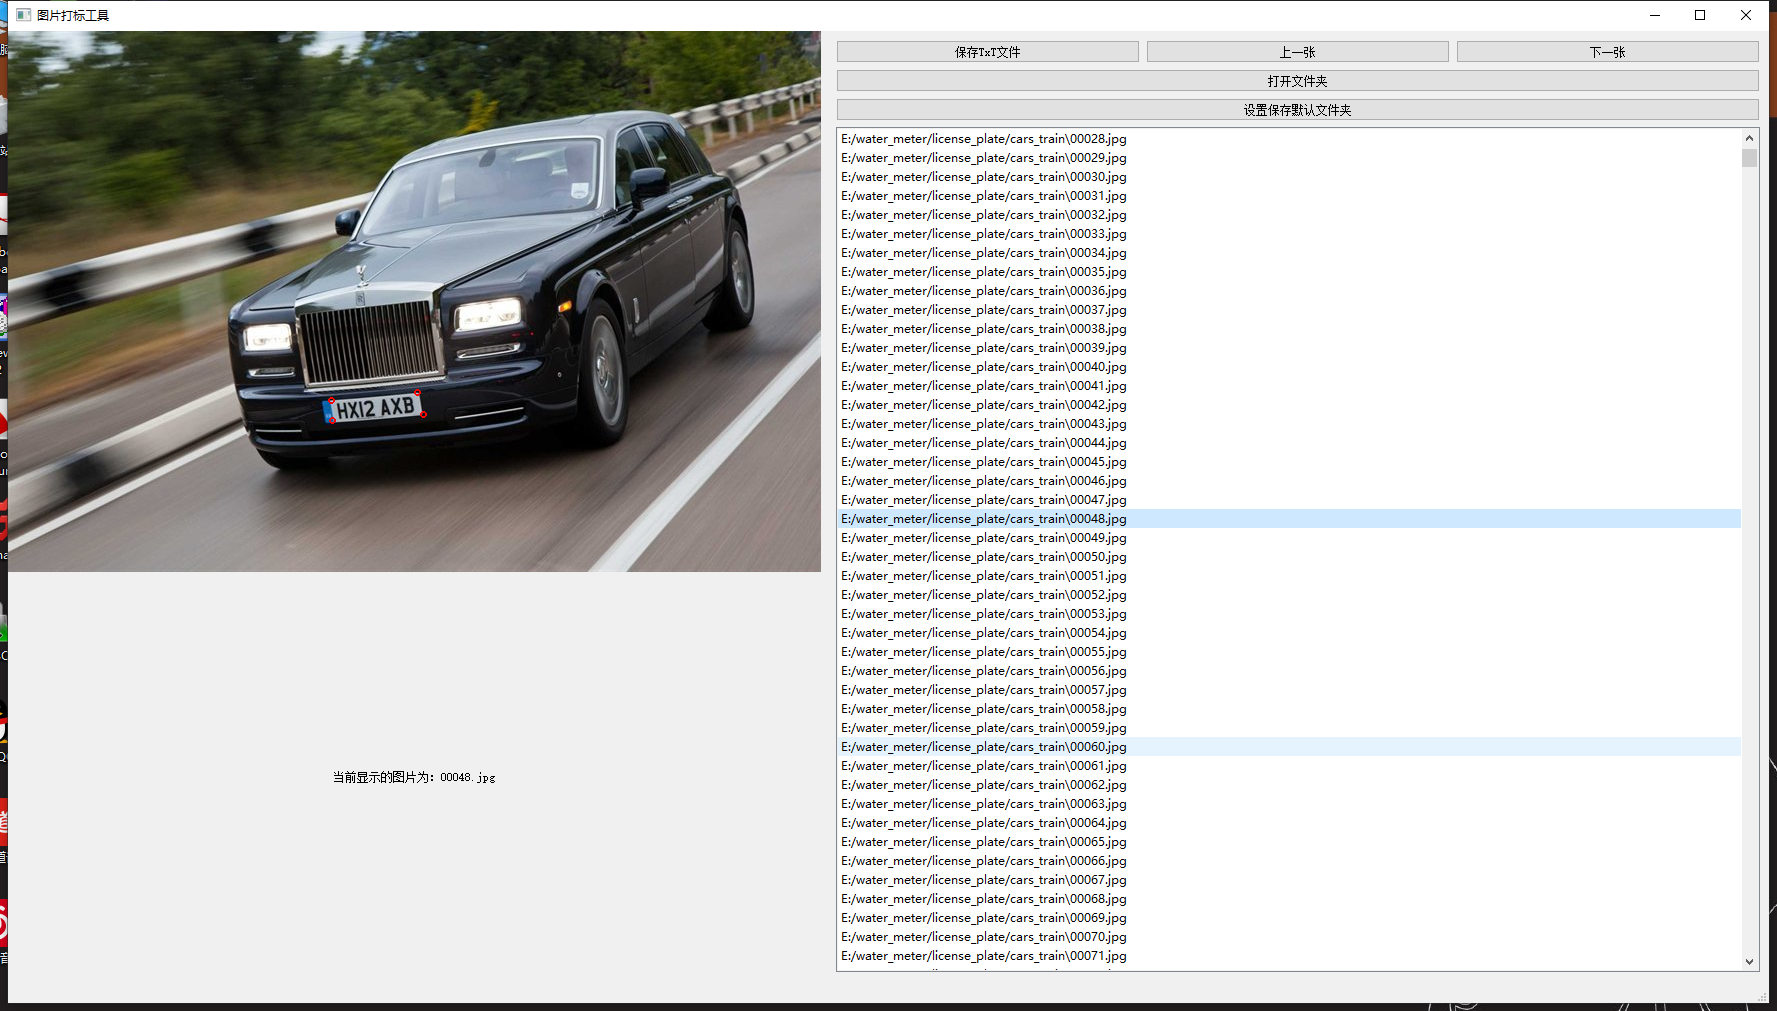 图片打标工具
HX12 AXB
当前显示的图片为: 00048.jpg
保存TxT文件
上一张
下一张
打开文件夹
设置保存默认文件夹
E:/water_meter/license_plate/cars_train\00028.jpg
E:/water_meter/license_plate/cars_train\00029.jpg
E:/water_meter/license_plate/cars_train\00030.jpg
E:/water_meter/license_plate/cars_train\00031.jpg
E:/water_meter/license_plate/cars_train\00032.jpg
E:/water_meter/license_plate/cars_train\00033.jpg
E:/water_meter/license_plate/cars_train\00034.jpg
E:/water_meter/license_plate/cars_train\00035.jpg
E:/water_meter/license_plate/cars_train\00036.jpg
E:/water_meter/license_plate/cars_train\00037.jpg
E:/water_meter/license_plate/cars_train\00038.jpg
E:/water_meter/license_plate/cars_train\00039.jpg
E:/water_meter/license_plate/cars_train\00040.jpg
E:/water_meter/license_plate/cars_train\00041.jpg
E:/water_meter/license_plate/cars_train\00042.jpg
E:/water_meter/license_plate/cars_train\00043.jpg
E:/water_meter/license_plate/cars_train\00044.jpg
E:/water_meter/license_plate/cars_train\00045.jpg
E:/water_meter/license_plate/cars_train\00046.jpg
E:/water_meter/license_plate/cars_train\00047.jpg
E:/water_meter/license_plate/cars_train\00048.jpg
E:/water_meter/license_plate/cars_train\00049.jpg
E:/water_meter/license_plate/cars_train\00050.jpg
E:/water_meter/license_plate/cars_train\00051.jpg
E:/water_meter/license_plate/cars_train\00052.jpg
E:/water_meter/license_plate/cars_train\00053.jpg
E:/water_meter/license_plate/cars_train\00054.jpg
E:/water_meter/license_plate/cars_train\00055.jpg
E:/water_meter/license_plate/cars_train\00056.jpg
E:/water_meter/license_plate/cars_train\00057.jpg
E:/water_meter/license_plate/cars_train\00058.jpg
E:/water_meter/license_plate/cars_train\00059.jpg
E:/water_meter/license_plate/cars_train\00060.jpg
E:/water_meter/license_plate/cars_train\00061.jpg
E:/water_meter/license_plate/cars_train\00062.jpg
E:/water_meter/license_plate/cars_train\00063.jpg
E:/water_meter/license_plate/cars_train\00064.jpg
E:/water_meter/license_plate/cars_train\00065.jpg
E:/water_meter/license_plate/cars_train\00066.jpg
E:/water_meter/license_plate/cars_train\00067.jpg
E:/water_meter/license_plate/cars_train\00068.jpg
E:/water_meter/license_plate/cars_train\00069.jpg
E:/water_meter/license_plate/cars_train\00070.jpg
E:/water_meter/license_plate/cars_train\00071.jpg